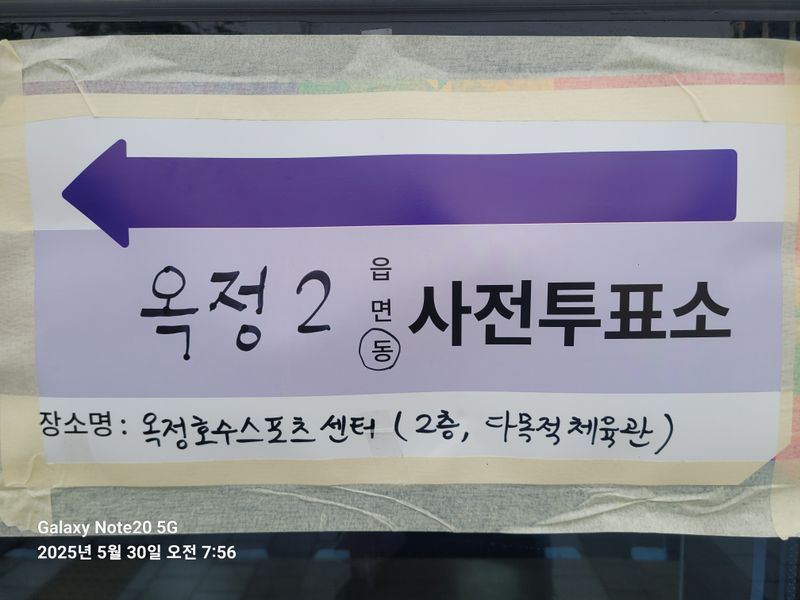 옥정2 읍 면 동 사전투표소
장소명 : 옥정호수스포츠센터 (2층, 다목적체육관)
Galaxy Note20 5G
2025년 5월 30일 오전 7:56